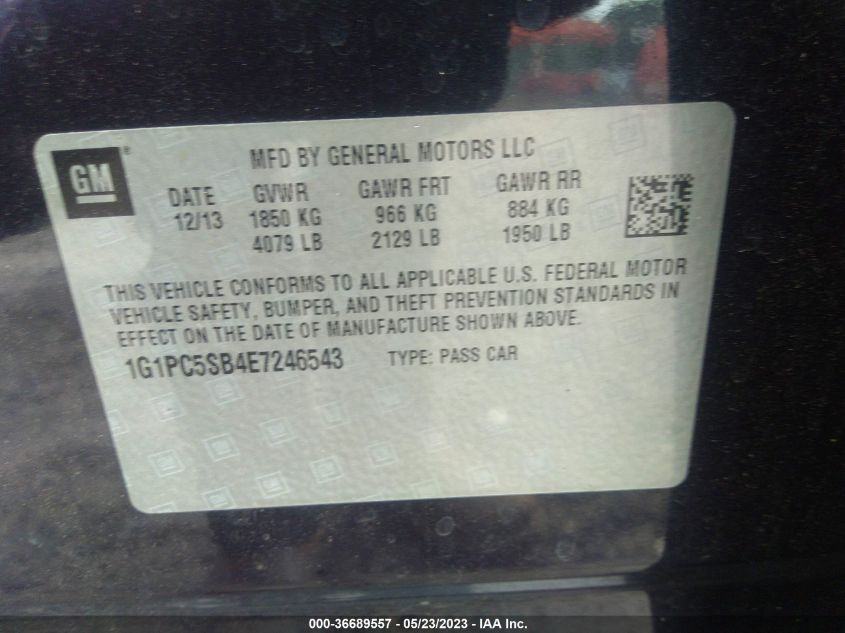 GM®
MFD BY GENERAL MOTORS LLC
DATE GVWR GAWR FRT GAWR RR
12/13 1850 KG 966 KG 884 KG
4079 LB 2129 LB 1950 LB
THIS VEHICLE CONFORMS TO ALL APPLICABLE U.S. FEDERAL MOTOR
VEHICLE SAFETY, BUMPER, AND THEFT PREVENTION STANDARDS IN
EFFECT ON THE DATE OF MANUFACTURE SHOWN ABOVE.
1G1PC5SB4E7246543 TYPE: PASS CAR
000-36689557 - 05/23/2023 - IAA Inc.